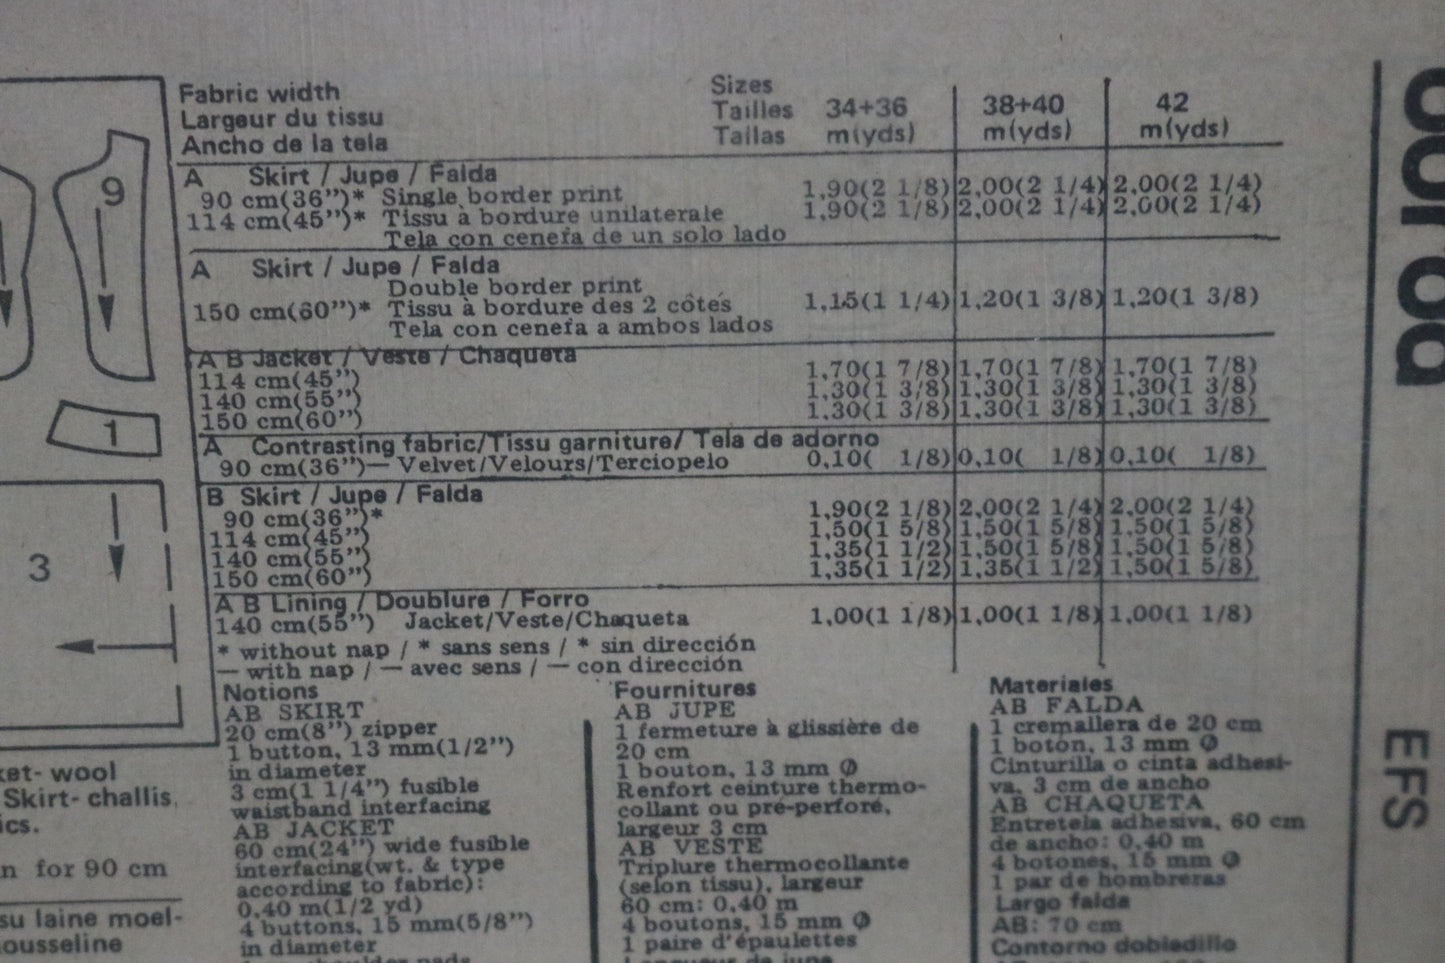 Fabric width Sizes
Largeur du tissu Tailles 34+36 38+40 42
Ancho de la tela Tallas m(yds) m(yds) m(yds)
A Skirt / Jupe / Falda
90 cm(36")* Single border print 1,90(2 1/8) 2,00(2 1/4) 2,00(2 1/4)
114 cm(45")* Tissu à bordure unilaterale 1,90(2 1/8) 2,00(2 1/4) 2,00(2 1/4)
Tela con cenefa de un solo lado
A Skirt / Jupe / Falda
Double border print
150 cm(60")* Tissu à bordure des 2 côtés 1,15(1 1/4) 1,20(1 3/8) 1,20(1 3/8)
Tela con cenefa a ambos lados
A B Jacket / Veste / Chaqueta
114 cm(45") 1,70(1 7/8) 1,70(1 7/8) 1,70(1 7/8)
140 cm(55") 1,30(1 3/8) 1,30(1 3/8) 1,30(1 3/8)
150 cm(60") 1,30(1 3/8) 1,30(1 3/8) 1,30(1 3/8)
A Contrasting fabric/Tissu garniture/ Tela de adorno
90 cm(36")— Velvet/Velours/Terciopelo 0,10( 1/8) 0,10( 1/8) 0,10( 1/8)
B Skirt / Jupe / Falda
90 cm(36")* 1,90(2 1/8) 2,00(2 1/4) 2,00(2 1/4)
114 cm(45") 1,50(1 5/8) 1,50(1 5/8) 1,50(1 5/8)
140 cm(55") 1,35(1 1/2) 1,50(1 5/8) 1,50(1 5/8)
150 cm(60") 1,35(1 1/2) 1,35(1 1/2) 1,50(1 5/8)
A B Lining / Doublure / Forro
140 cm(55") Jacket/Veste/Chaqueta 1,00(1 1/8) 1,00(1 1/8) 1,00(1 1/8)
* without nap / * sans sens / * sin dirección
— with nap / — avec sens / — con dirección
Notions
AB SKIRT
20 cm(8") zipper
1 button, 13 mm(1/2")
in diameter
3 cm(1 1/4") fusible
waistband interfacing
AB JACKET
60 cm(24") wide fusible
interfacing(wt. & type
according to fabric):
0,40 m(1/2 yd)
4 buttons, 15 mm(5/8")
in diameter
Fournitures
AB JUPE
1 fermeture à glissière de
20 cm
1 bouton, 13 mm Ø
Renfort ceinture thermo-
collant ou pré-perforé,
largeur 3 cm
AB VESTE
Triplure thermocollante
(selon tissu), largeur
60 cm: 0,40 m
4 boutons, 15 mm Ø
1 paire d'épaulettes
Longueur de jupe
Materiales
AB FALDA
1 cremallera de 20 cm
1 botón, 13 mm Ø
Cinturilla o cinta adhesi-
va, 3 cm de ancho
AB CHAQUETA
Entretela adhesiva, 60 cm
de ancho: 0,40 m
4 botones, 15 mm Ø
1 par de hombreras
Largo falda
AB: 70 cm
Contorno dobladillo
9
1
3
ket- wool
Skirt- challis,
ics.
n for 90 cm
su laine moel-
ousseline
burda
EFS